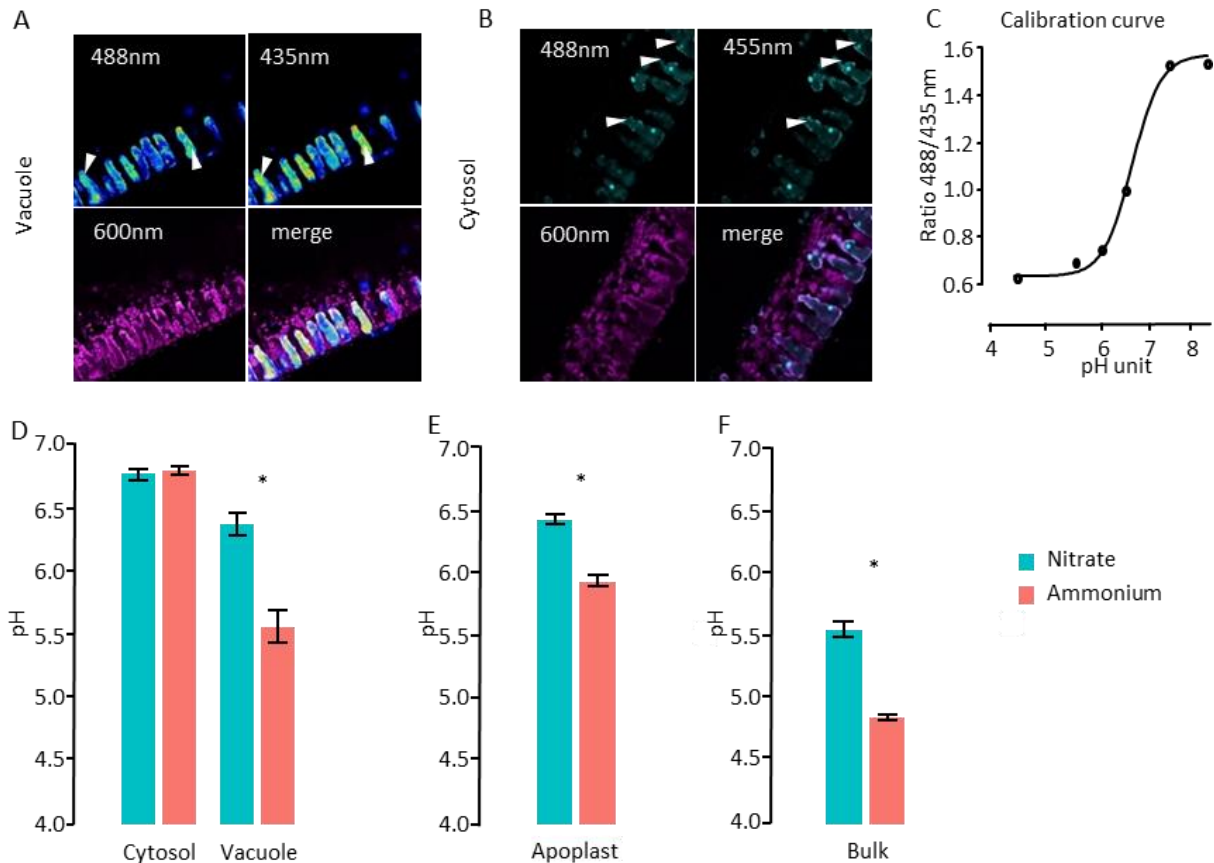 A
488nm
435nm
Vacuole
600nm
merge
B
488nm
455nm
Cytosol
600nm
merge
C
Calibration curve
Ratio 488/435 nm
1.6
1.4
1.2
1.0
0.8
0.6
4
5
6
7
8
pH unit
D
pH
7.0
6.5
6.0
5.5
5.0
4.5
4.0
*
Cytosol
Vacuole
E
pH
7.0
6.5
6.0
5.5
5.0
4.5
4.0
*
Apoplast
F
pH
7.0
6.5
6.0
5.5
5.0
4.5
4.0
*
Bulk
Nitrate
Ammonium